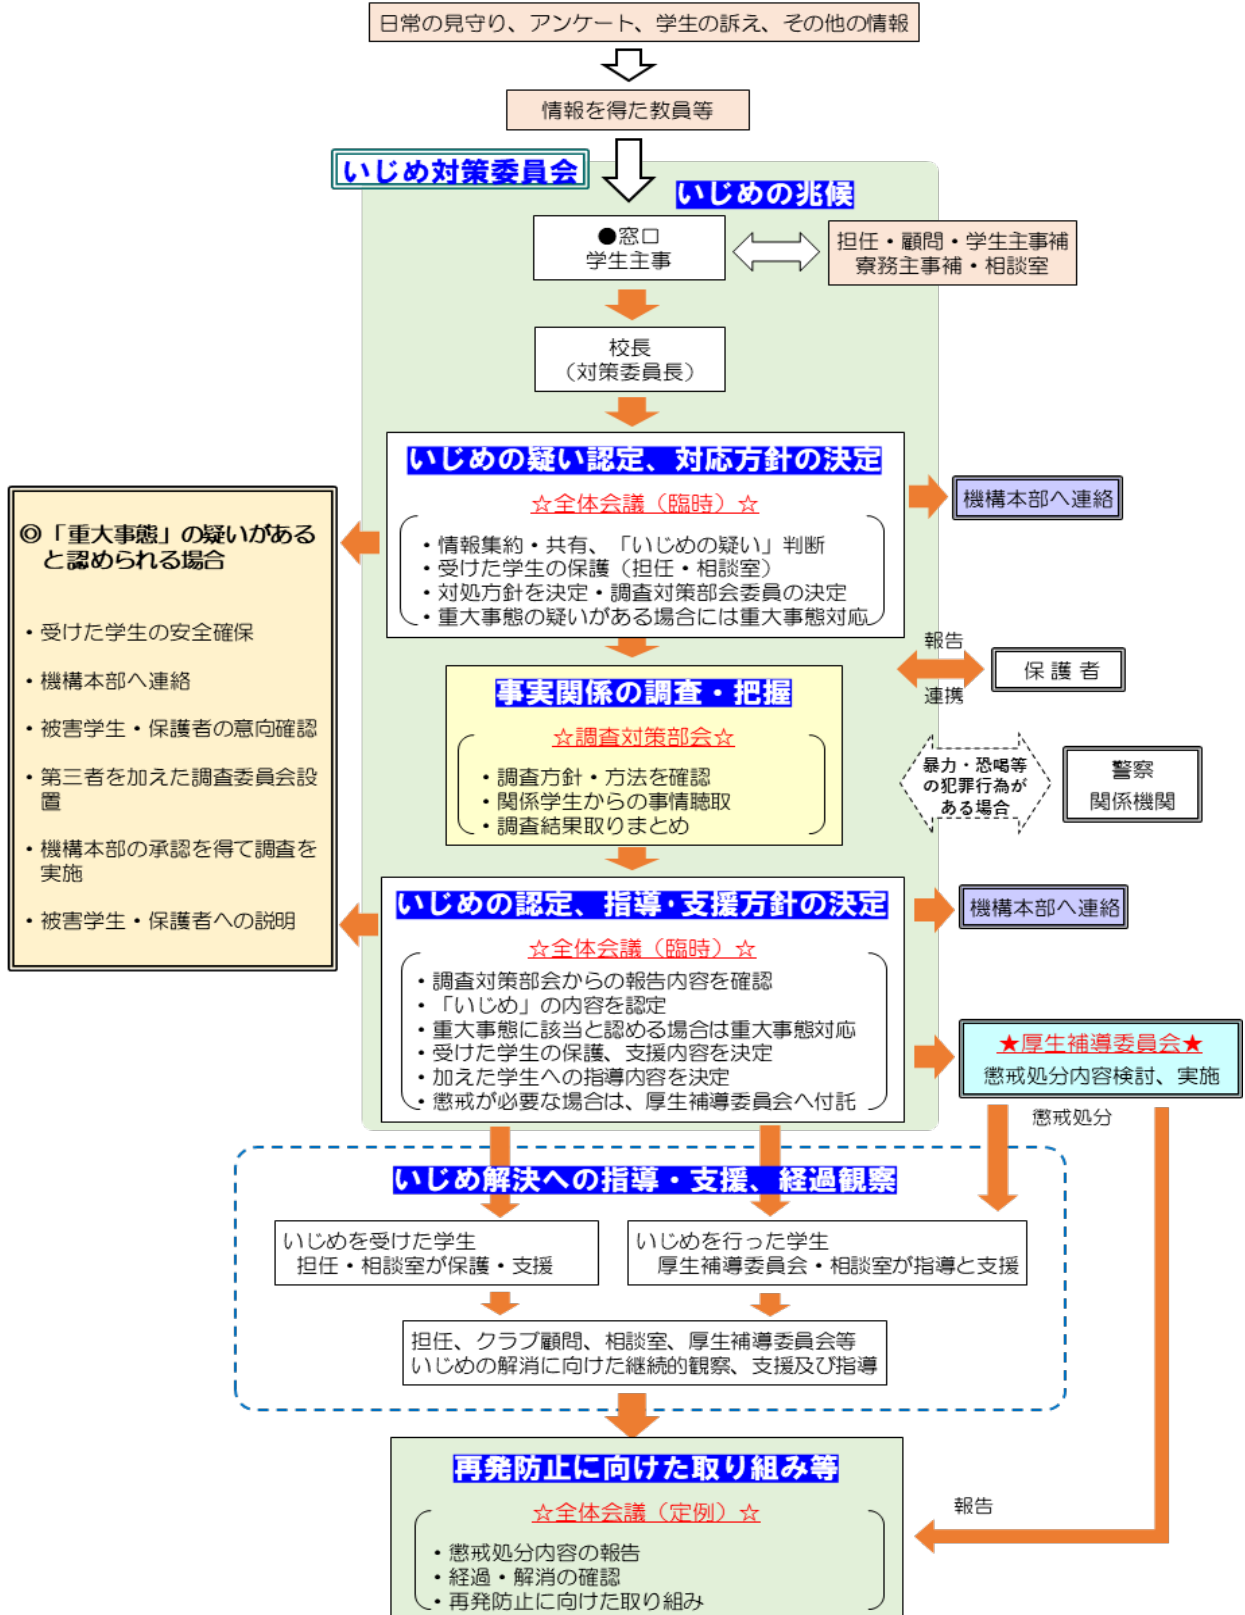 日常の見守り、アンケート、学生の訴え、その他の情報
情報を得た教員等
いじめ対策委員会
いじめの兆候
●窓口
学生主事
担任・顧問・学生主事補
寮務主事補・相談室
校長
（対策委員長）
いじめの疑い認定、対応方針の決定
☆全体会議（臨時）☆
・情報集約・共有、「いじめの疑い」判断
・受けた学生の保護（担任・相談室）
・対処方針を決定・調査対策部会委員の決定
・重大事態の疑いがある場合には重大事態対応
機構本部へ連絡
◎「重大事態」の疑いがある
と認められる場合
・受けた学生の安全確保
・機構本部へ連絡
・被害学生・保護者の意向確認
・第三者を加えた調査委員会設
置
・機構本部の承認を得て調査を
実施
・被害学生・保護者への説明
報告
連携
保護者
事実関係の調査・把握
☆調査対策部会☆
・調査方針・方法を確認
・関係学生からの事情聴取
・調査結果取りまとめ
暴力・恐喝等
の犯罪行為が
ある場合
警察
関係機関
いじめの認定、指導・支援方針の決定
☆全体会議（臨時）☆
・調査対策部会からの報告内容を確認
・「いじめ」の内容を認定
・重大事態に該当と認める場合は重大事態対応
・受けた学生の保護、支援内容を決定
・加えた学生への指導内容を決定
・懲戒が必要な場合は、厚生補導委員会へ付託
機構本部へ連絡
★厚生補導委員会★
懲戒処分内容検討、実施
懲戒処分
いじめ解決への指導・支援、経過観察
いじめを受けた学生
担任・相談室が保護・支援
いじめを行った学生
厚生補導委員会・相談室が指導と支援
担任、クラブ顧問、相談室、厚生補導委員会等
いじめの解消に向けた継続的観察、支援及び指導
再発防止に向けた取り組み等
☆全体会議（定例）☆
・懲戒処分内容の報告
・経過・解消の確認
・再発防止に向けた取り組み
報告